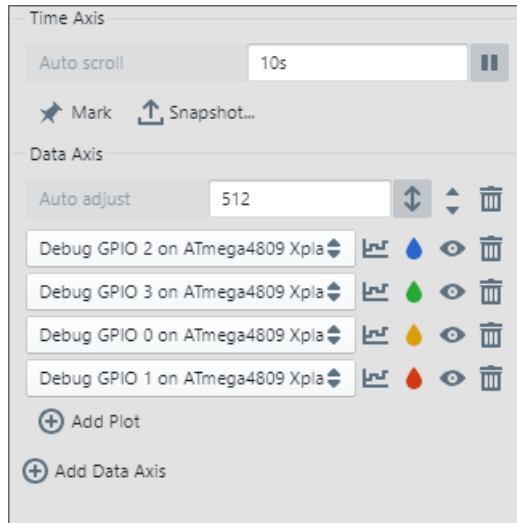 Time Axis
Auto scroll 10s
Mark Snapshot...
Data Axis
Auto adjust 512
Debug GPIO 2 on ATmega4809 Xpla
Debug GPIO 3 on ATmega4809 Xpla
Debug GPIO 0 on ATmega4809 Xpla
Debug GPIO 1 on ATmega4809 Xpla
Add Plot
Add Data Axis